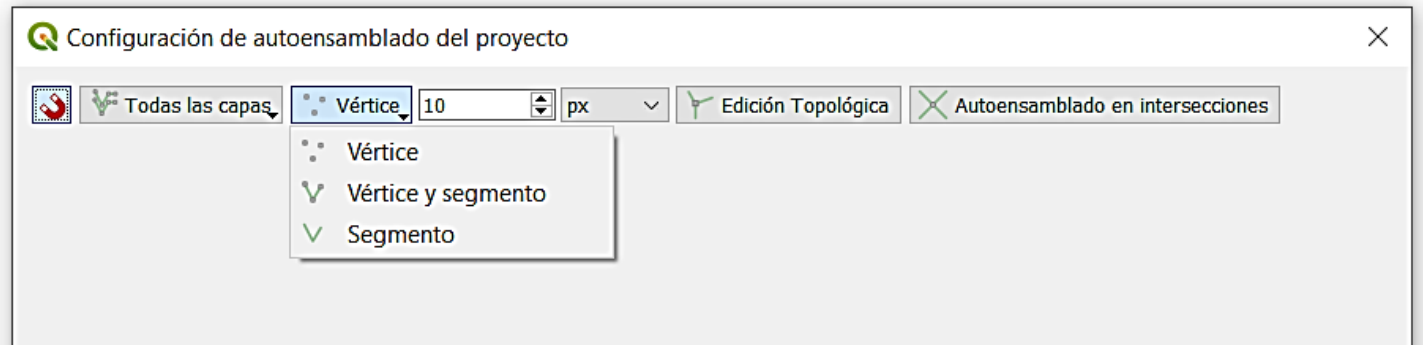 Configuración de autoensamblado del proyecto
Todas las capas Vértice 10 px Edición Topológica Autoensamblado en intersecciones
Vértice
Vértice y segmento
Segmento